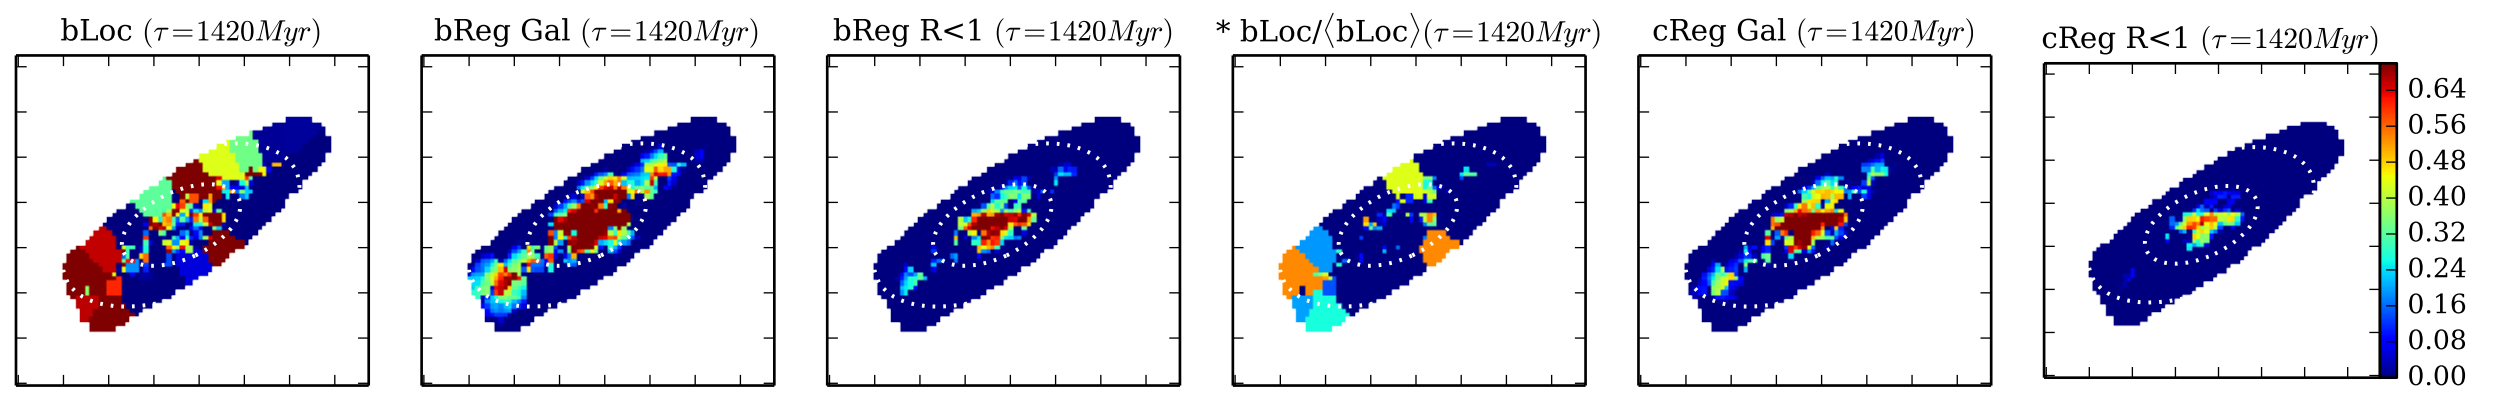 bLoc (τ=1420Myr)
bReg Gal (τ=1420Myr)
bReg R<1 (τ=1420Myr)
* bLoc/⟨bLoc⟩(τ=1420Myr)
cReg Gal (τ=1420Myr)
cReg R<1 (τ=1420Myr)
0.64
0.56
0.48
0.40
0.32
0.24
0.16
0.08
0.00